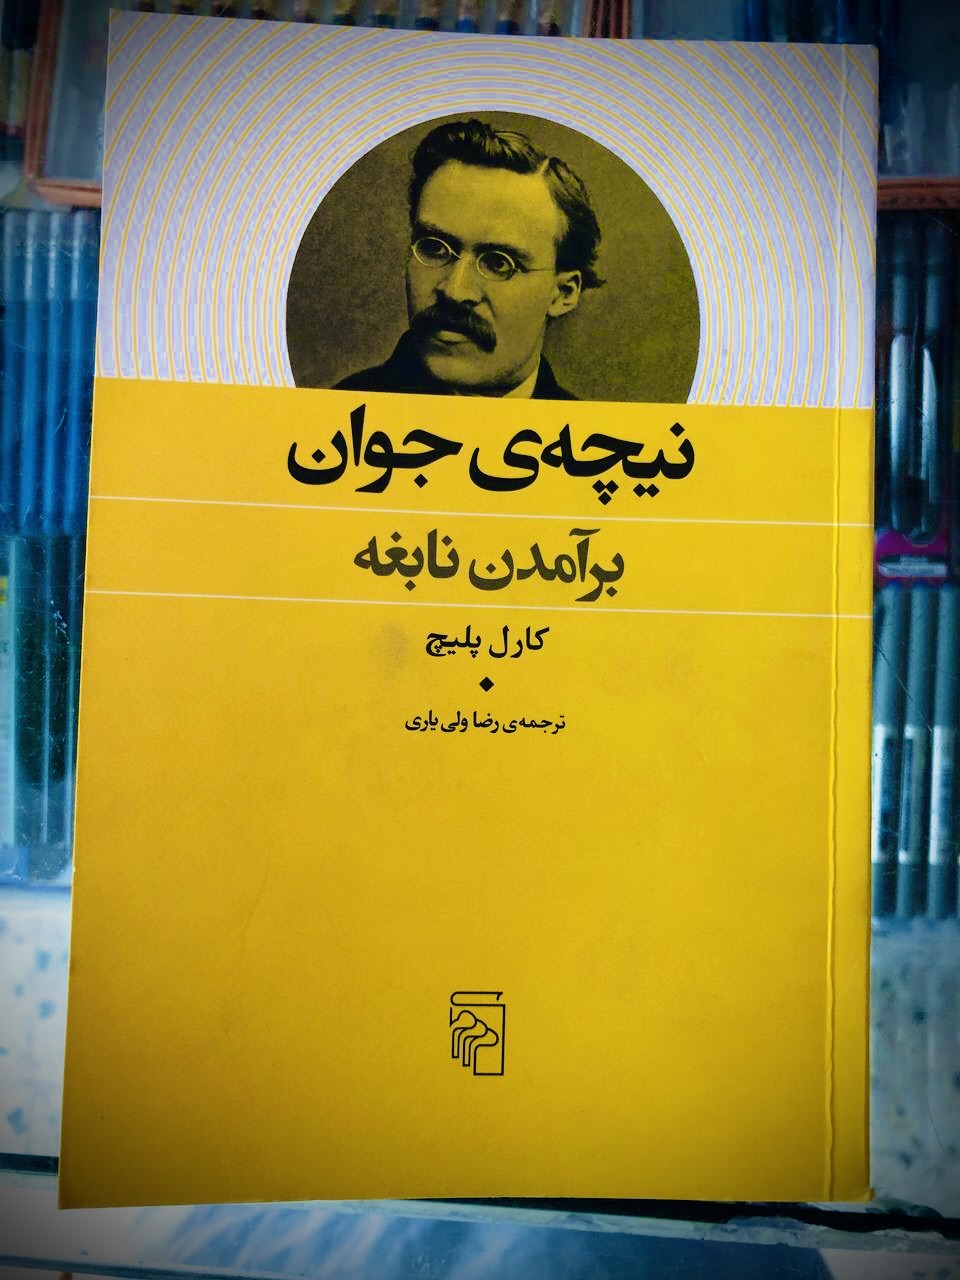 نیچه‌ی جوان
برآمدن نابغه
کارل پلیچ
ترجمه‌ی رضا ولی یاری